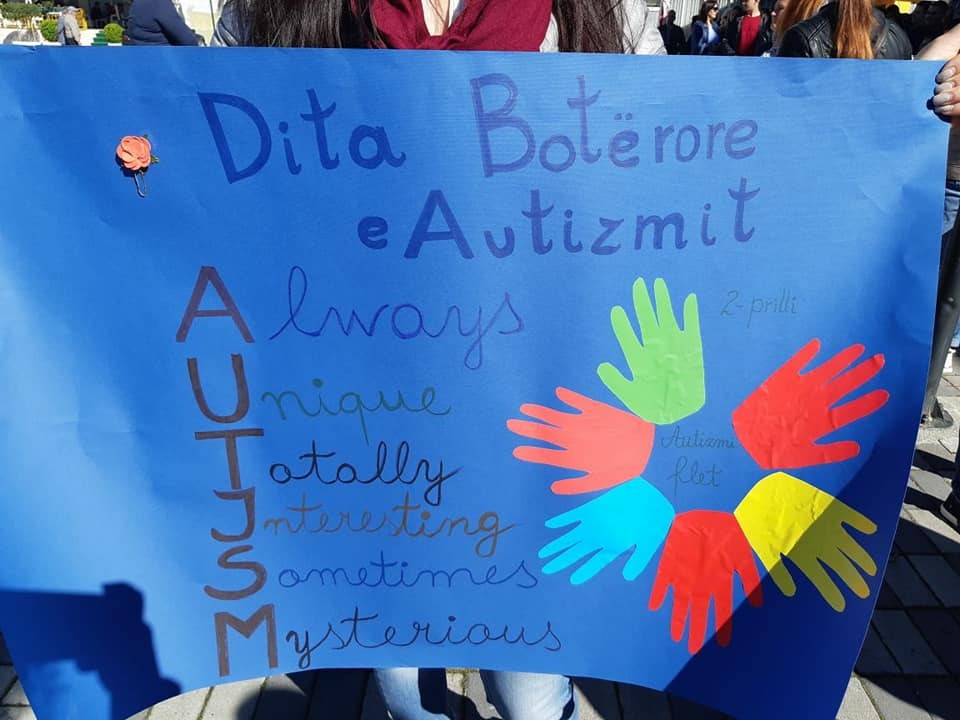 Dita Botërore
e Autizmit
Always
Unique
Totally
Interesting
Sometimes
Mysterious
2-prilli
Autizmi
flet